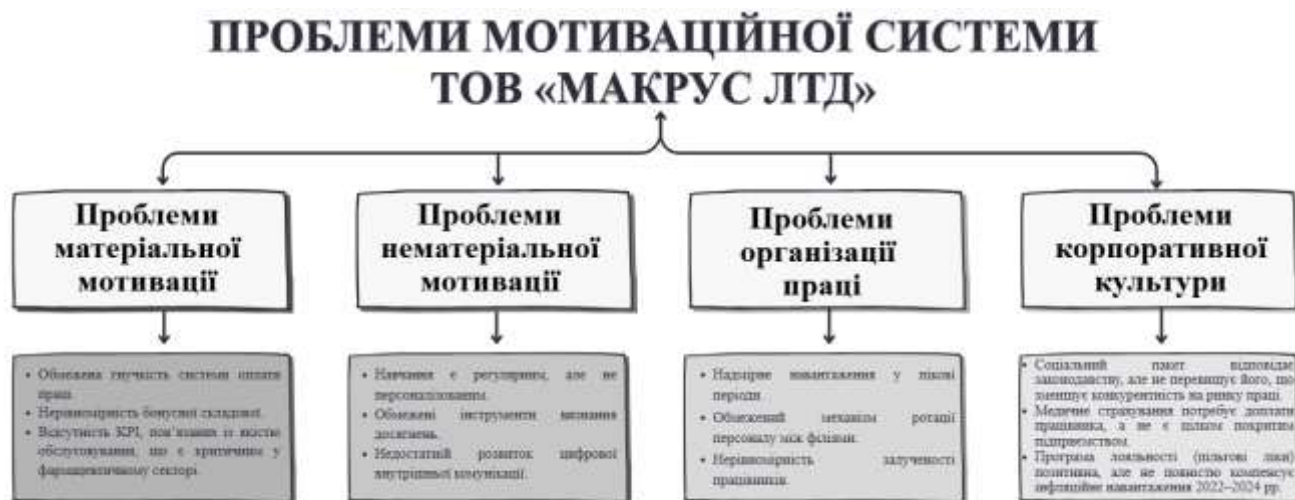 ПРОБЛЕМИ МОТИВАЦІЙНОЇ СИСТЕМИ
ТОВ «МАКРУС ЛТД»
Проблеми
матеріальної
мотивації
Проблеми
нематеріальної
мотивації
Проблеми
організації
праці
Проблеми
корпоративної
культури
• Обмежена гнучкість системи оплати
праці.
• Нерівномірність бонусної складової.
• Відсутність KPI, пов'язаних із якістю
обслуговування, що є критичним у
фармацевтичному секторі.
• Навчання є регулярним, але не
персоналізованим.
• Обмежені інструменти визнання
досягнень.
• Недостатній розвиток цифрової
внутрішньої комунікації.
• Надмірне навантаження у пікові
періоди.
• Обмежений механізм ротації
персоналу між філіями.
• Нерівномірність залученості
працівників.
• Соціальний пакет відповідає
законодавству, але не перевищує його, що
зменшує конкурентність на ринку праці.
• Медичне страхування потребує доплати
працівника, а не є цілком покритим
підприємством.
• Програма лояльності (пільгові ліки)
позитивна, але не повністю компенсує
інфляційне навантаження 2022–2024 рр.